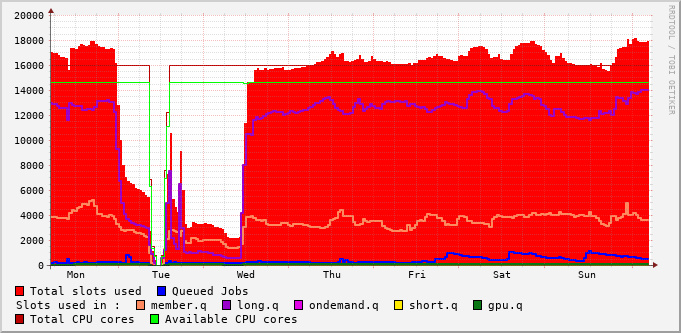 20000
18000
16000
14000
12000
10000
8000
6000
4000
2000
0
Mon Tue Wed Thu Fri Sat Sun
RRDTOOL / TOBI OETIKER
Total slots used Queued Jobs
Slots used in : member.q long.q ondemand.q short.q gpu.q
Total CPU cores Available CPU cores